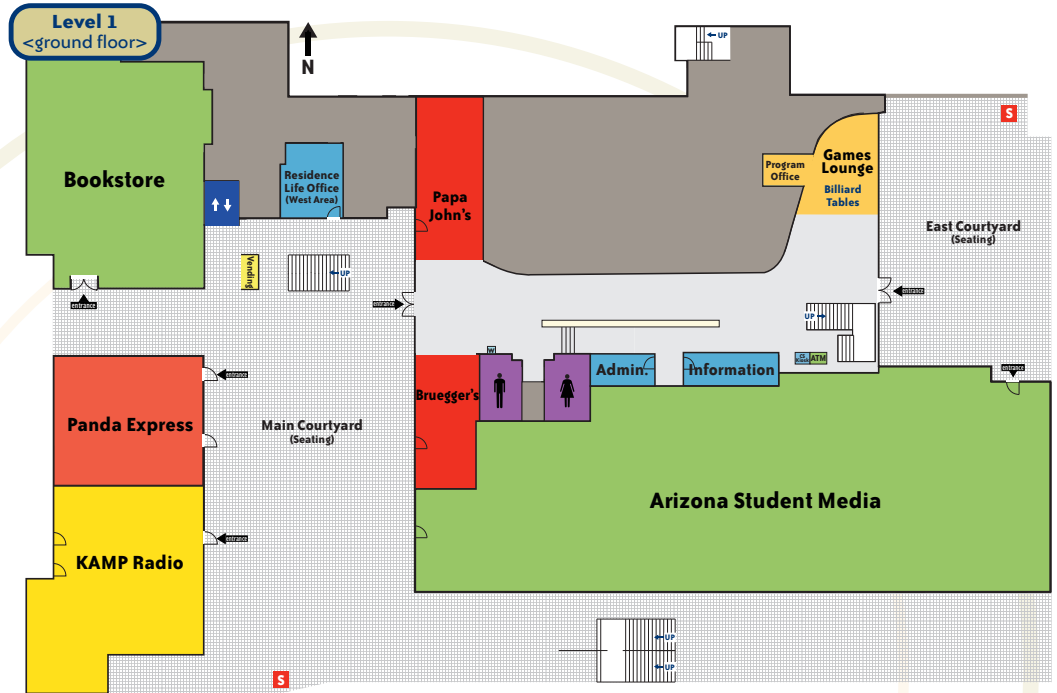 Level 1
<ground floor>
N
UP
S
Bookstore
Residence
Life Office
(West Area)
Papa
John's
Program
Office
Games
Lounge
Billiard
Tables
East Courtyard
(Seating)
Vending
UP
entrance
entrance
entrance
UP
W
CS
Kiosk
ATM
entrance
entrance
Admin.
Information
Bruegger's
Panda Express
Main Courtyard
(Seating)
Arizona Student Media
entrance
KAMP Radio
UP
UP
S